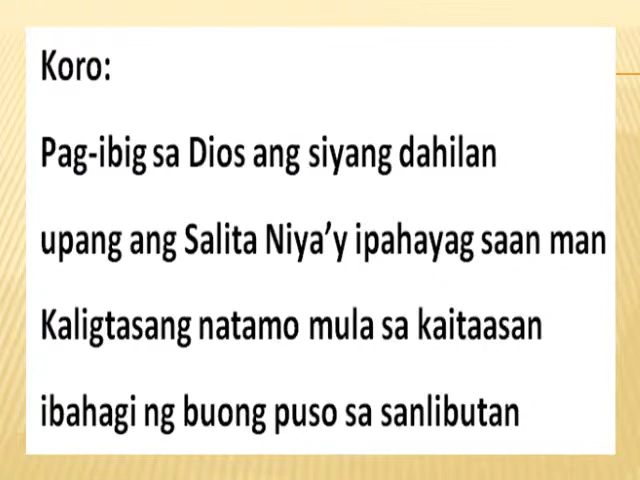 Koro:
Pag-ibig sa Dios ang siyang dahilan
upang ang Salita Niya’y ipahayag saan man
Kaligtasang natamo mula sa kaitaasan
ibahagi ng buong puso sa sanlibutan